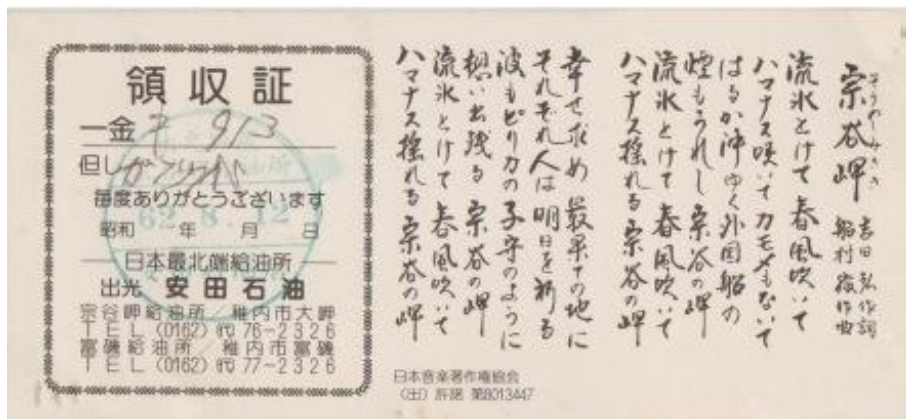 宗谷岬
吉田弘作詞
船村徹作曲
流氷とけて 春風吹いて
ハマナス咲いて カモメもないて
はるか沖ゆく 外国船の
煙もうれし 宗谷の岬
流氷とけて 春風吹いて
ハマナス揺れる 宗谷の岬
幸せ求め 最果ての地に
それぞれ人は 明日を祈る
波もピリカの 子守のように
想い出残る 宗谷の岬
流氷とけて 春風吹いて
ハマナス揺れる 宗谷の岬
日本音楽著作権協会
(出) 許諾 第8013447
領収証
一金 ¥ 913
但し
毎度ありがとうございます
62.8.12
昭和 年 月 日
日本最北端給油所
出光 安田石油
宗谷岬給油所/稚内市大岬
TEL (0162) 代 76-2326
富磯給油所/稚内市富磯
TEL (0162) 代 77-2326